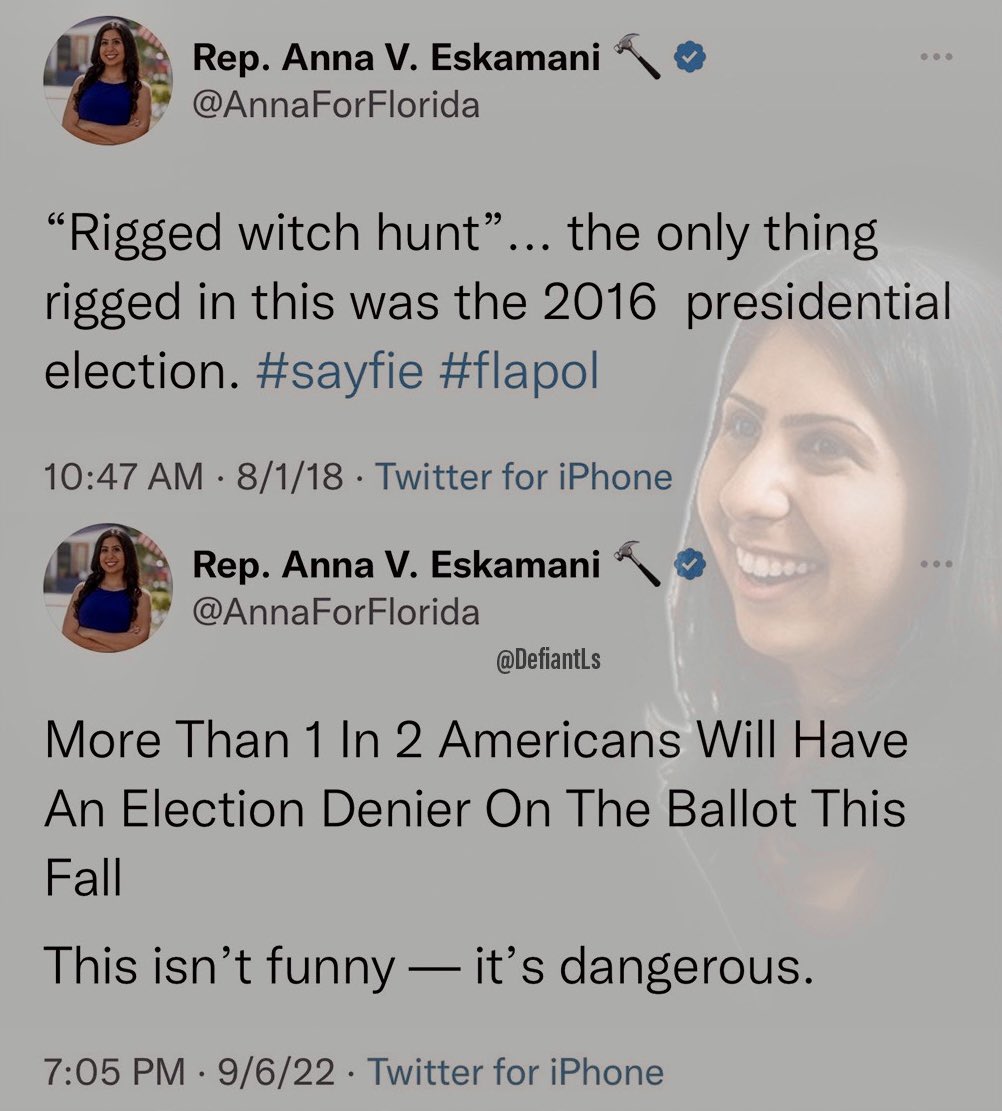 Rep. Anna V. Eskamani 🔨
@AnnaForFlorida
“Rigged witch hunt”... the only thing
rigged in this was the 2016 presidential
election. #sayfie #flapol
10:47 AM · 8/1/18 · Twitter for iPhone
Rep. Anna V. Eskamani 🔨
@AnnaForFlorida
@DefiantLs
More Than 1 In 2 Americans Will Have
An Election Denier On The Ballot This
Fall
This isn’t funny — it’s dangerous.
7:05 PM · 9/6/22 · Twitter for iPhone